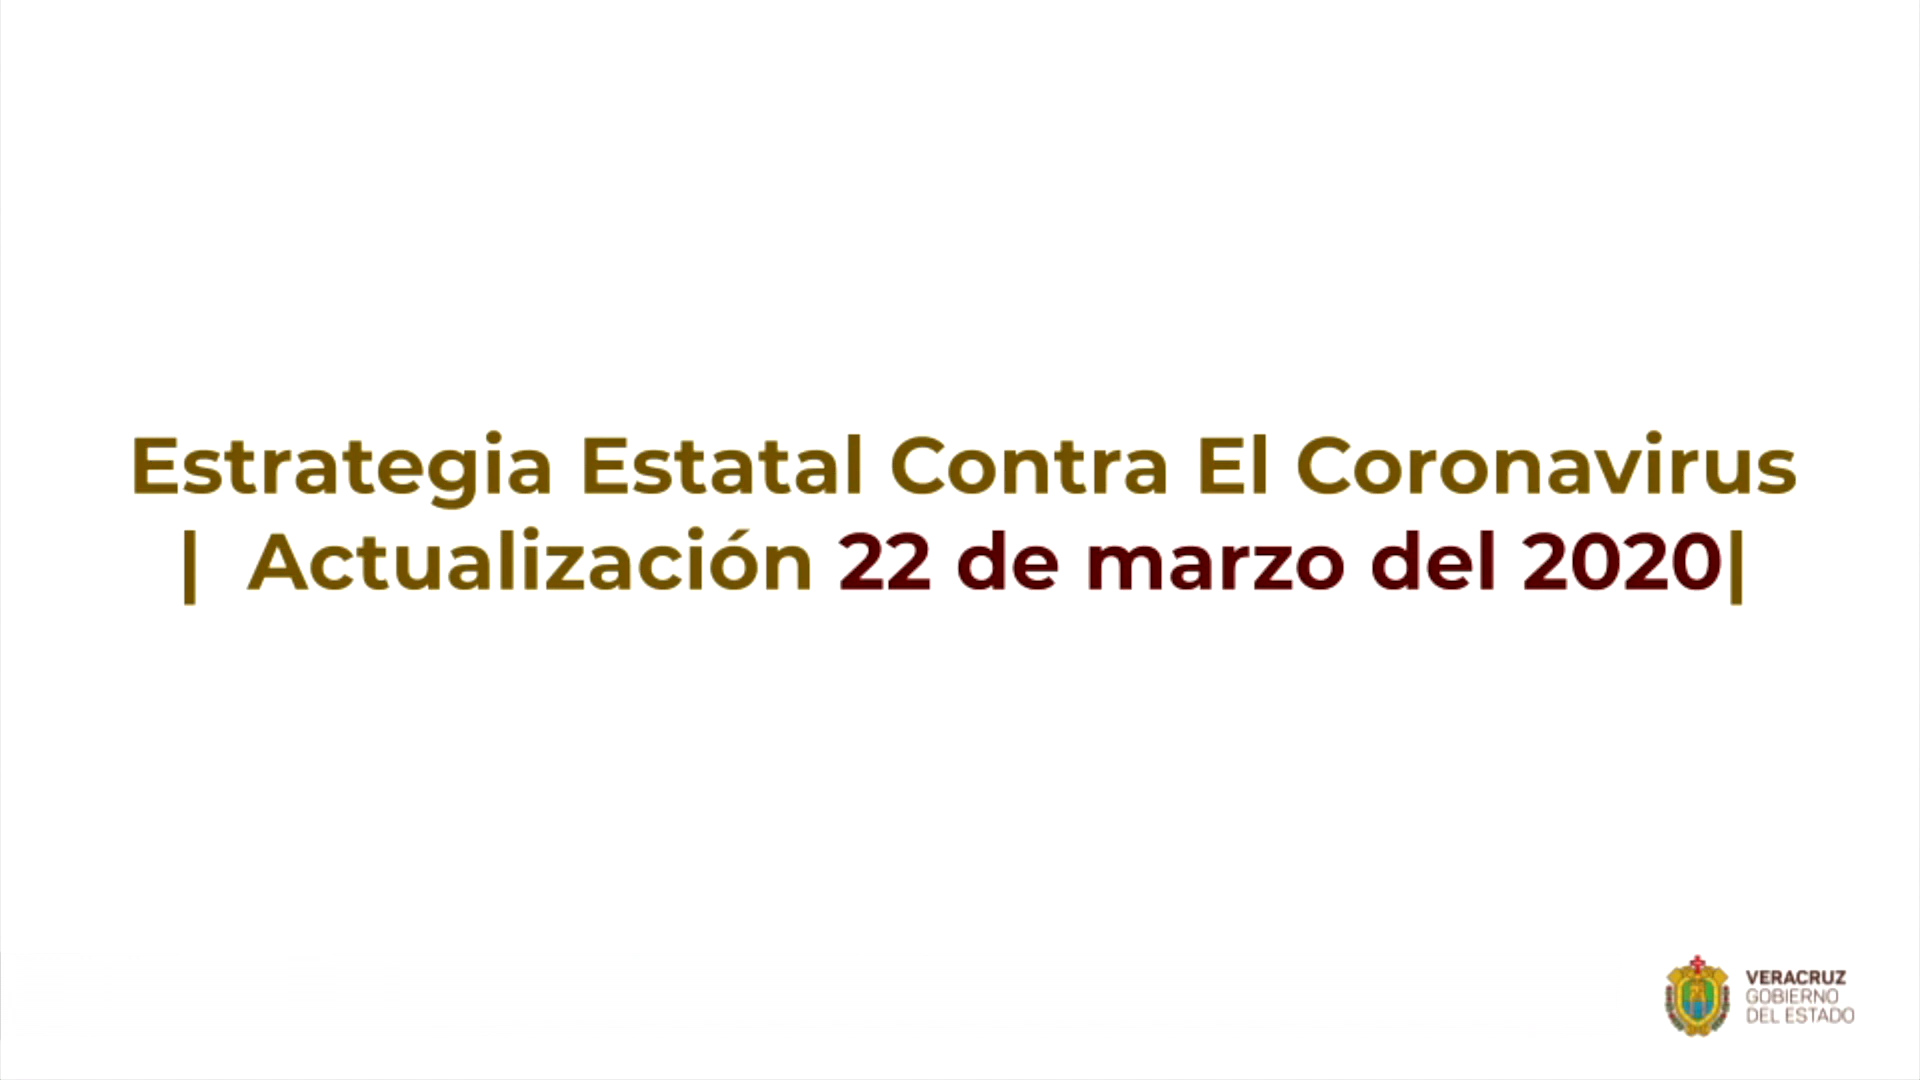 Estrategia Estatal Contra El Coronavirus
| Actualización 22 de marzo del 2020|
VERACRUZ
GOBIERNO
DEL ESTADO